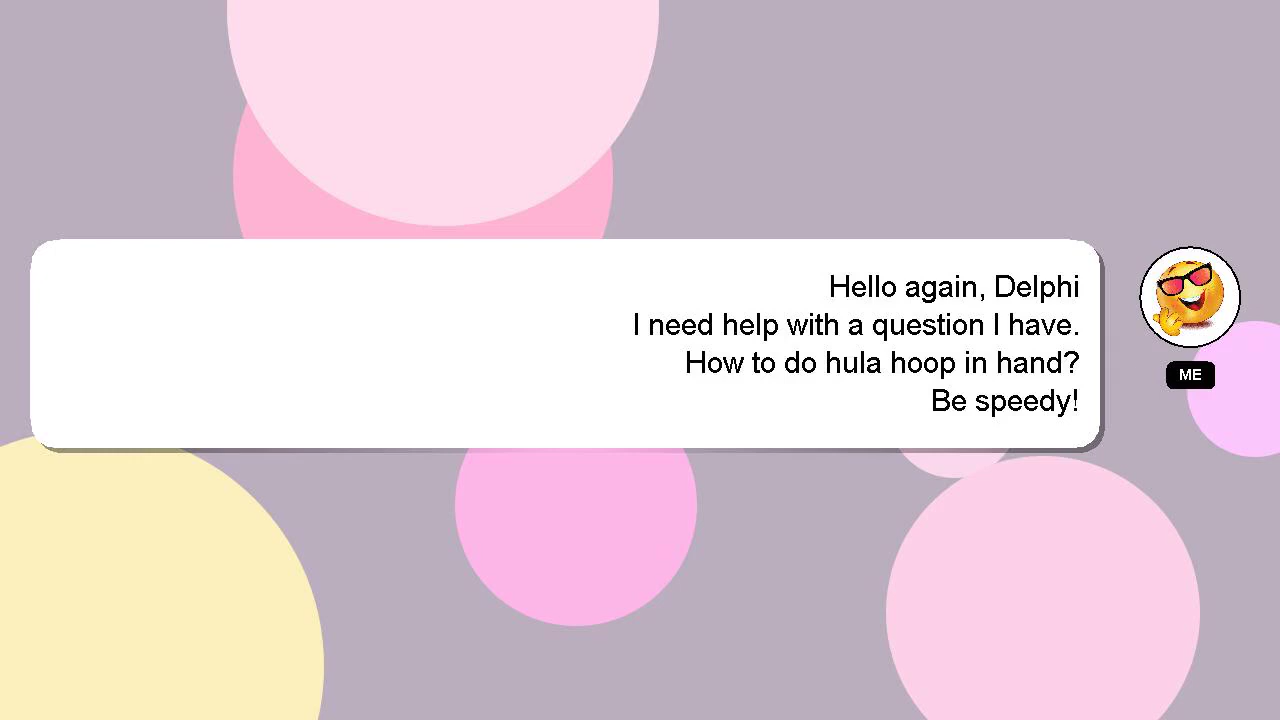 Hello again, Delphi
I need help with a question I have.
How to do hula hoop in hand?
Be speedy!
ME